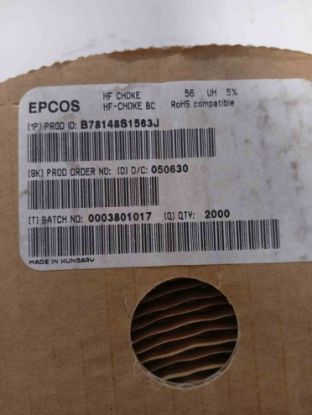 HF CHOKE 56 UH 5%
EPCOS HF-CHOKE BC RoHS compatible
[1P] PROD ID: B78148S1563J
[9K] PROD ORDER NO: [D] D/C: 050630
[T] BATCH NO: 0003801017 [Q] QTY: 2000
MADE IN HUNGARY